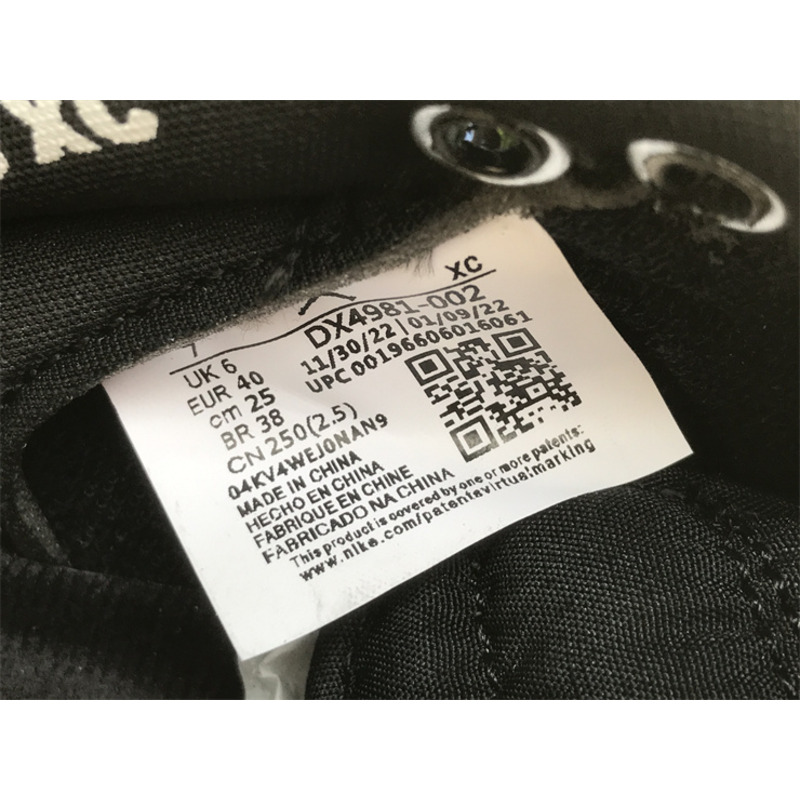 XC
7
UK 6
EUR 40
cm 25
BR 38
CN 250(2.5)
XC
DX4981-002
11/30/22 | 01/09/22
UPC 00196606016061
04KV4WEJ0NAN9
MADE IN CHINA
HECHO EN CHINA
FABRIQUE EN CHINE
FABRICADO NA CHINA
This product is covered by one or more patents:
www.nike.com/patentavirtualmarking